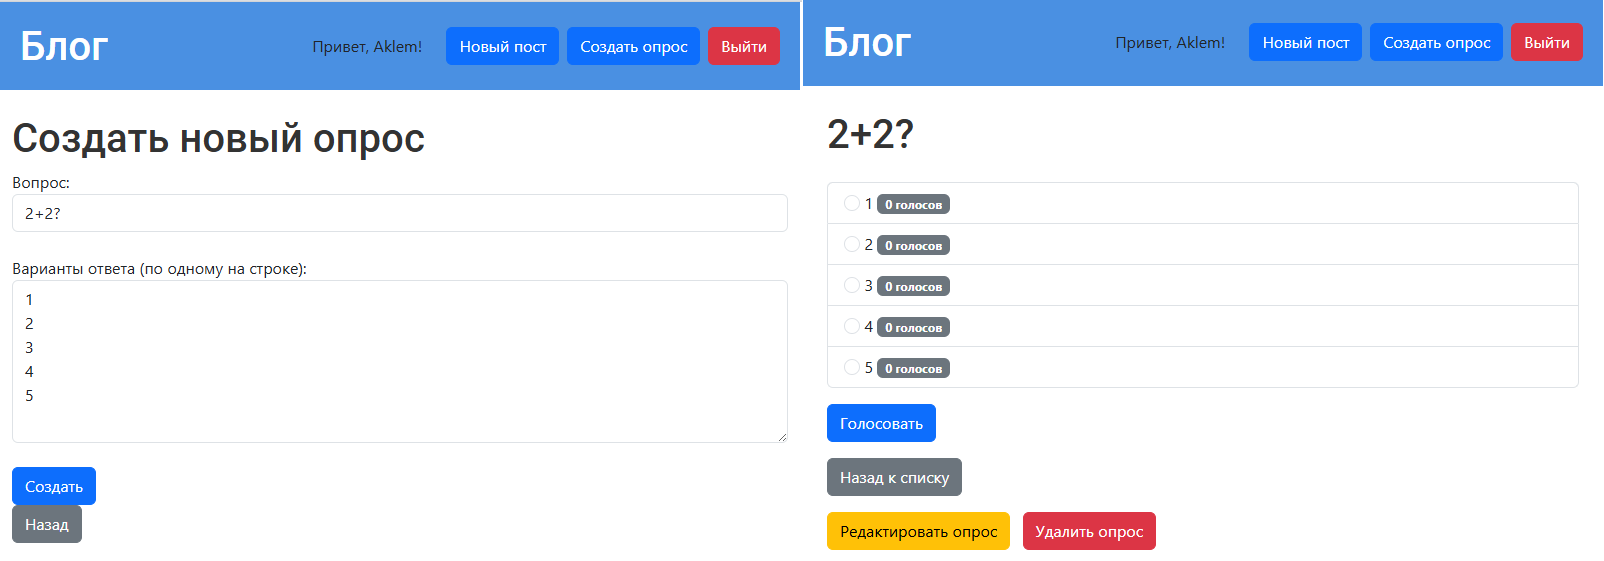 Блог
Привет, Aklem!
Новый пост
Создать опрос
Выйти
Создать новый опрос
Вопрос:
2+2?
Варианты ответа (по одному на строке):
1
2
3
4
5
Создать
Назад
Блог
Привет, Aklem!
Новый пост
Создать опрос
Выйти
2+2?
1 0 голосов
2 0 голосов
3 0 голосов
4 0 голосов
5 0 голосов
Голосовать
Назад к списку
Редактировать опрос
Удалить опрос